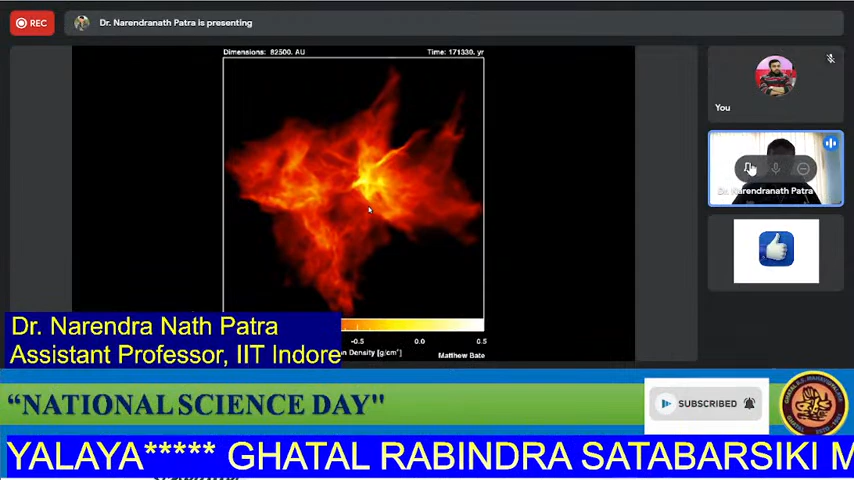 REC
Dr. Narendranath Patra is presenting
Dimensions: 82500. AU
Time: 171330. yr
You
Dr. Narendranath Patra
-0.5
0.0
0.5
Density [g/cm²]
Matthew Bate
Dr. Narendra Nath Patra
Assistant Professor, IIT Indore
“NATIONAL SCIENCE DAY"
SUBSCRIBED
YALAYA***** GHATAL RABINDRA SATABARSIKI M